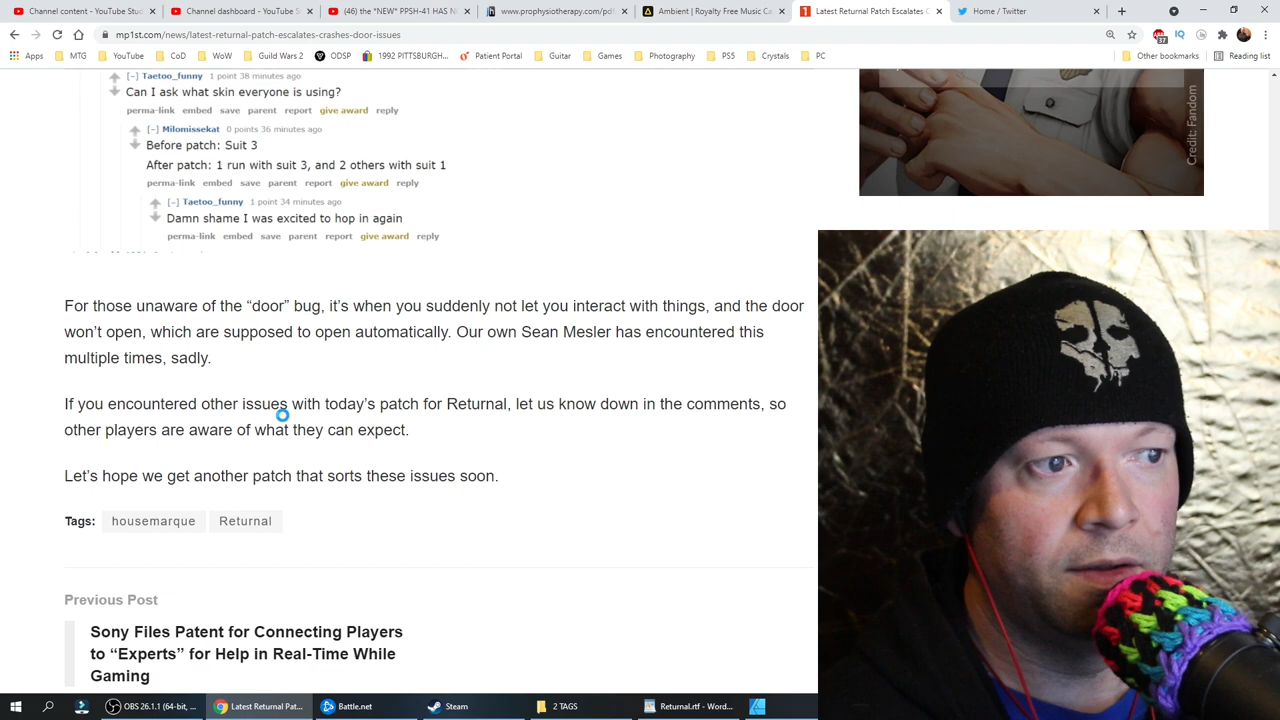 Channel content - YouTube Stud
Channel dashboard - YouTube S
(46) the *NEW* PPSH-41 HAS N
www.prophysiotherapy.com/pdf
Ambient | Royalty Free Music Ca
Latest Returnal Patch Escalates C
Home / Twitter
mp1st.com/news/latest-returnal-patch-escalates-crashes-door-issues
Apps
MTG
YouTube
CoD
WoW
Guild Wars 2
ODSP
1992 PITTSBURGH...
Patient Portal
Guitar
Games
Photography
PS5
Crystals
PC
Other bookmarks
Reading list
[-] Taetoo_funny 1 point 38 minutes ago
Can I ask what skin everyone is using?
perma-link embed save parent report give award reply
[-] Milomissekat 0 points 36 minutes ago
Before patch: Suit 3
After patch: 1 run with suit 3, and 2 others with suit 1
perma-link embed save parent report give award reply
[-] Taetoo_funny 1 point 34 minutes ago
Damn shame I was excited to hop in again
perma-link embed save parent report give award reply
Credit: Fandom
For those unaware of the “door” bug, it’s when you suddenly not let you interact with things, and the door
won’t open, which are supposed to open automatically. Our own Sean Mesler has encountered this
multiple times, sadly.
If you encountered other issues with today’s patch for Returnal, let us know down in the comments, so
other players are aware of what they can expect.
Let’s hope we get another patch that sorts these issues soon.
Tags: housemarque Returnal
Previous Post
Sony Files Patent for Connecting Players
to “Experts” for Help in Real-Time While
Gaming
OBS 26.1.1 (64-bit, ...
Latest Returnal Pat...
Battle.net
Steam
2 TAGS
Returnal.rtf - Word...